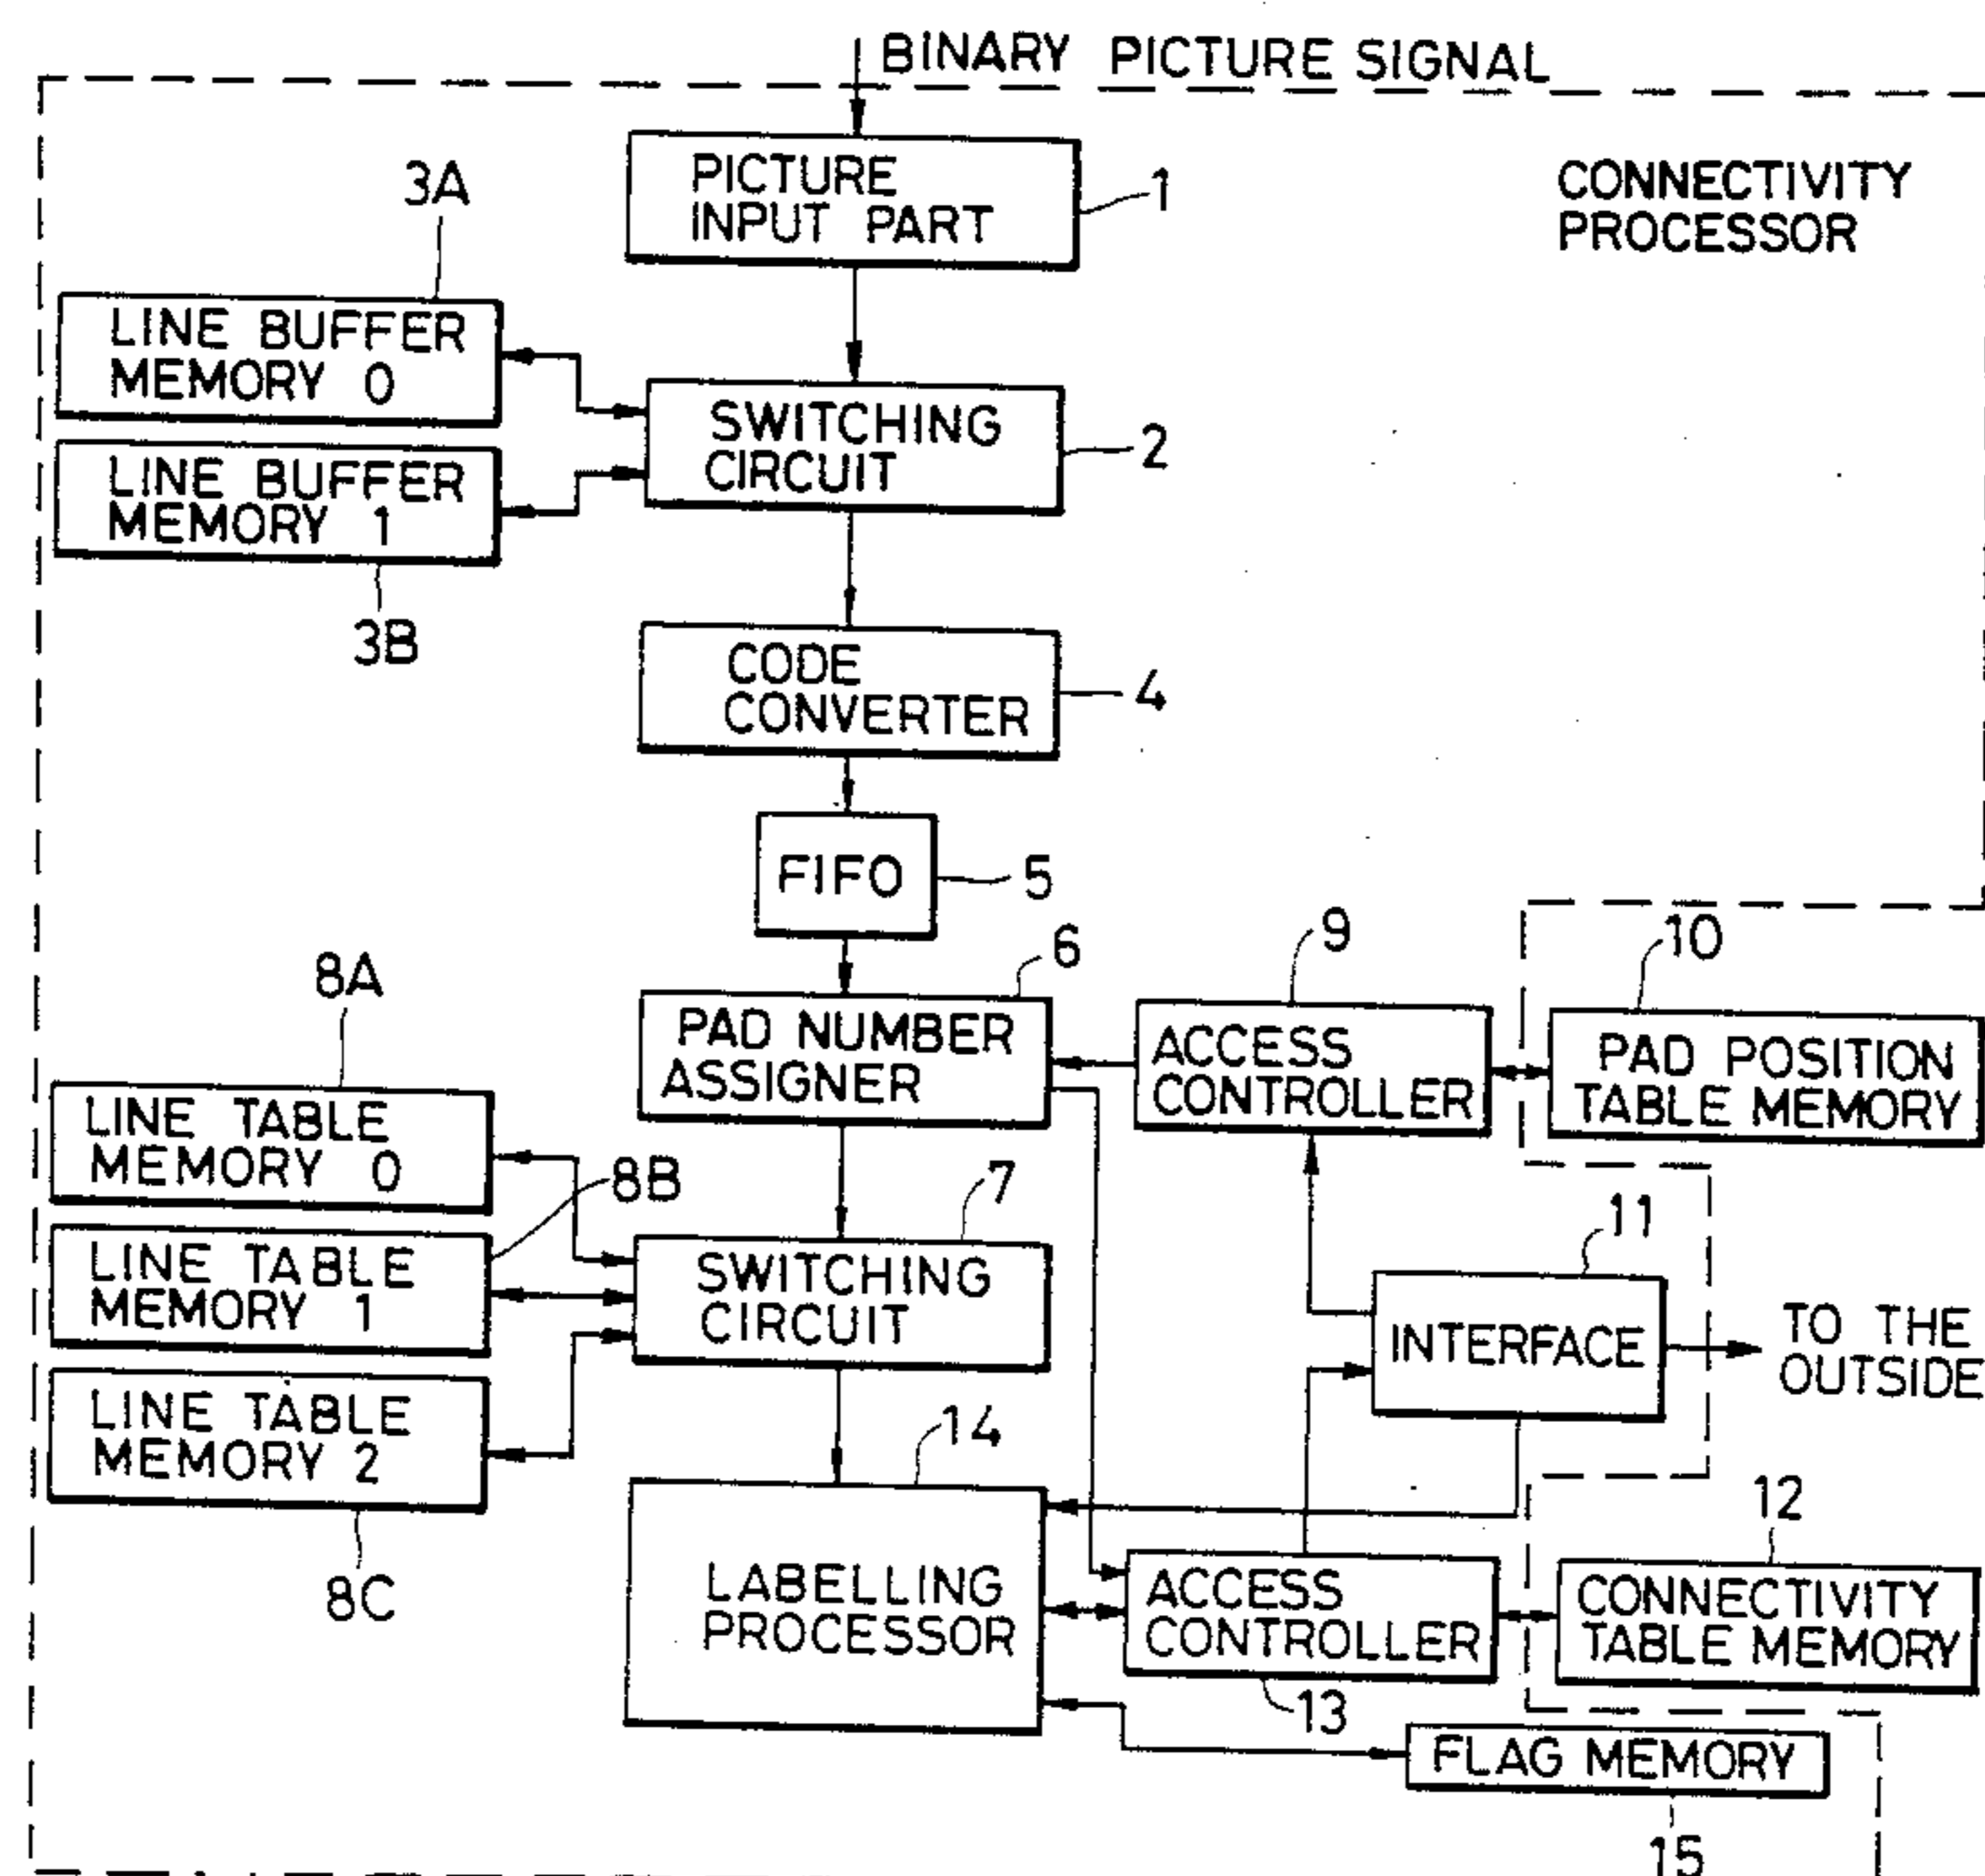 BINARY PICTURE SIGNAL
CONNECTIVITY
PROCESSOR
PICTURE
INPUT PART
1
3A
LINE BUFFER
MEMORY 0
SWITCHING
CIRCUIT
2
LINE BUFFER
MEMORY 1
3B
CODE
CONVERTER
4
FIFO
5
6
9
10
8A
PAD NUMBER
ASSIGNER
ACCESS
CONTROLLER
PAD POSITION
TABLE MEMORY
LINE TABLE
MEMORY 0
8B
7
11
LINE TABLE
MEMORY 1
SWITCHING
CIRCUIT
INTERFACE
TO THE
OUTSIDE
LINE TABLE
MEMORY 2
8C
14
12
LABELLING
PROCESSOR
ACCESS
CONTROLLER
13
CONNECTIVITY
TABLE MEMORY
FLAG MEMORY
15